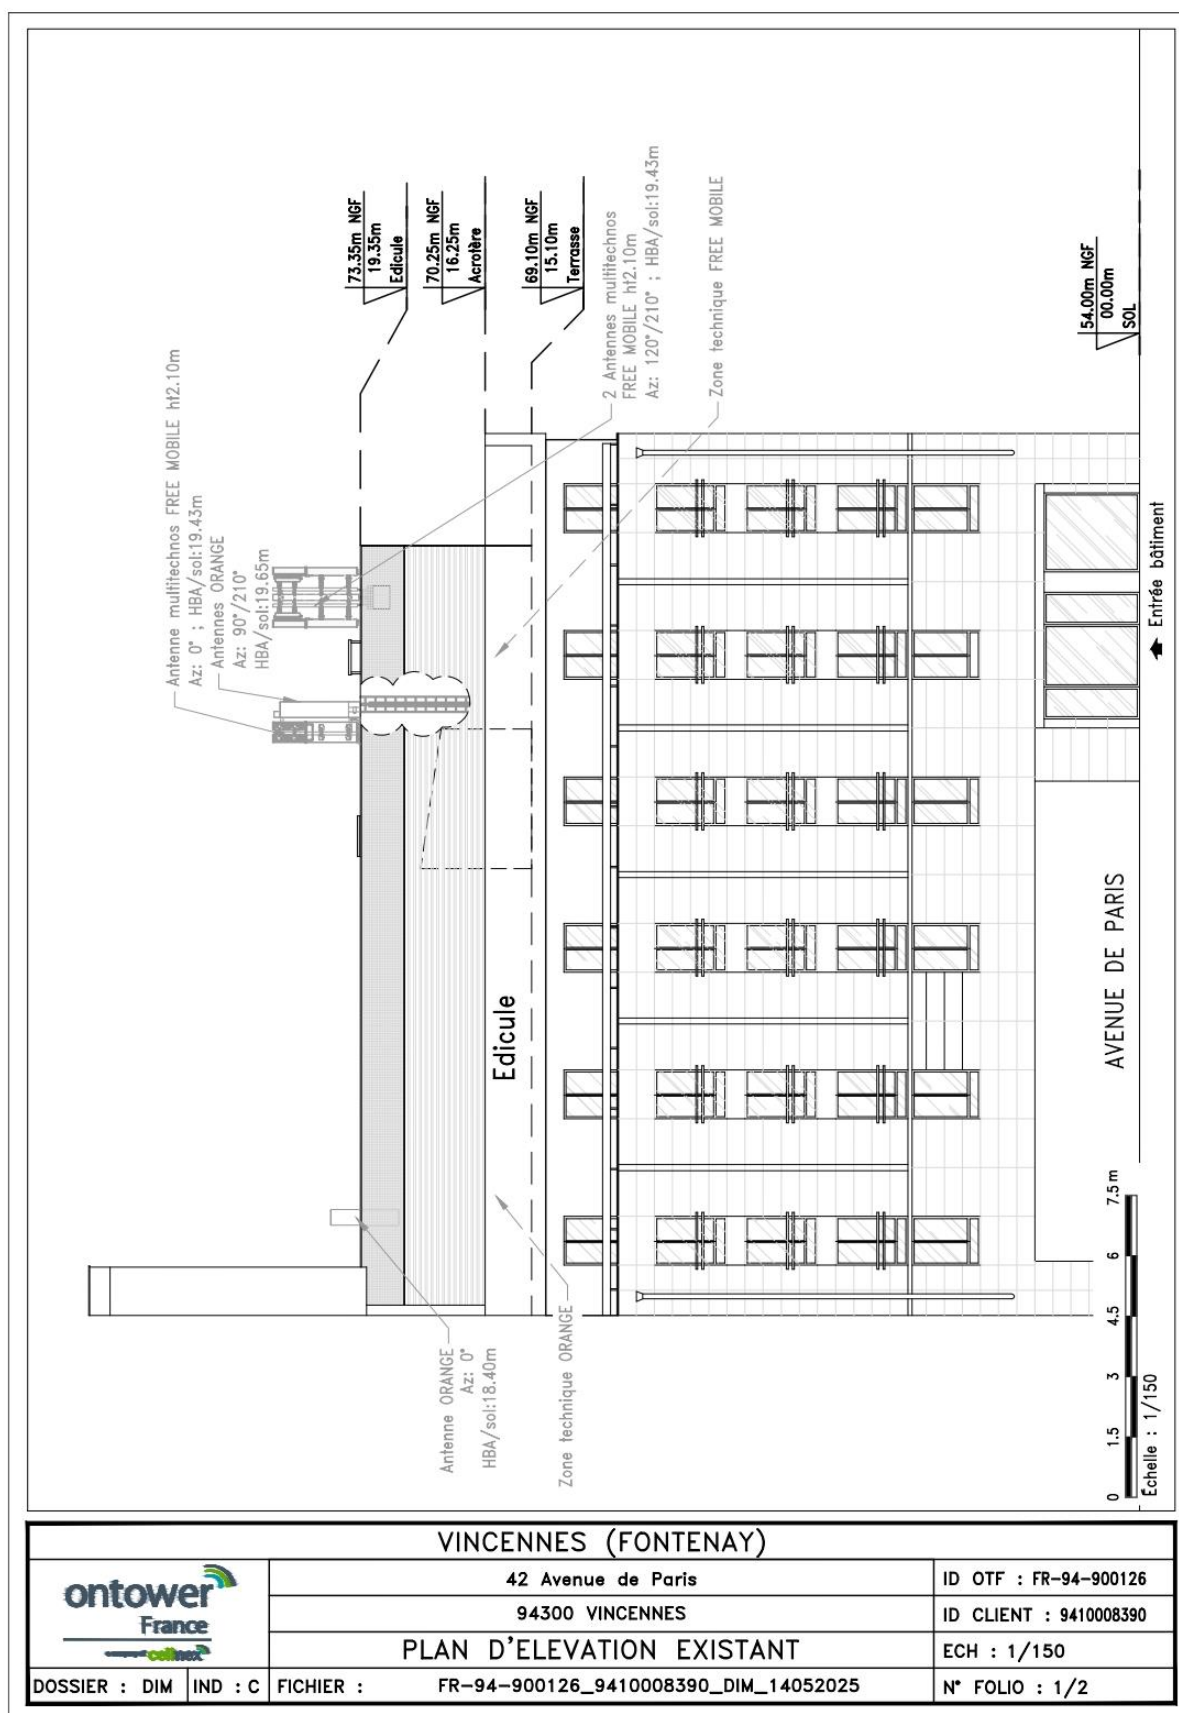 73.35m NGF
19.35m
Edicule
70.25m NGF
16.25m
Acrotère
69.10m NGF
15.10m
Terrasse
54.00m NGF
00.00m
SOL
Antenne multitechnos FREE MOBILE ht2.10m
Az: 0° ; HBA/sol:19.43m
Antennes ORANGE
Az: 90°/210°
HBA/sol:19.65m
2 Antennes multitechnos
FREE MOBILE ht2.10m
Az: 120°/210° ; HBA/sol:19.43m
Zone technique FREE MOBILE
Edicule
Antenne ORANGE
Az: 0°
HBA/sol:18.40m
Zone technique ORANGE
Entrée bâtiment
AVENUE DE PARIS
0 1.5 3 4.5 6 7.5 m
Échelle : 1/150
VINCENNES (FONTENAY)
ontower
France
cellnex
42 Avenue de Paris
94300 VINCENNES
PLAN D'ELEVATION EXISTANT
ID OTF : FR-94-900126
ID CLIENT : 9410008390
ECH : 1/150
DOSSIER : DIM
IND : C
FICHIER : FR-94-900126_9410008390_DIM_14052025
N° FOLIO : 1/2